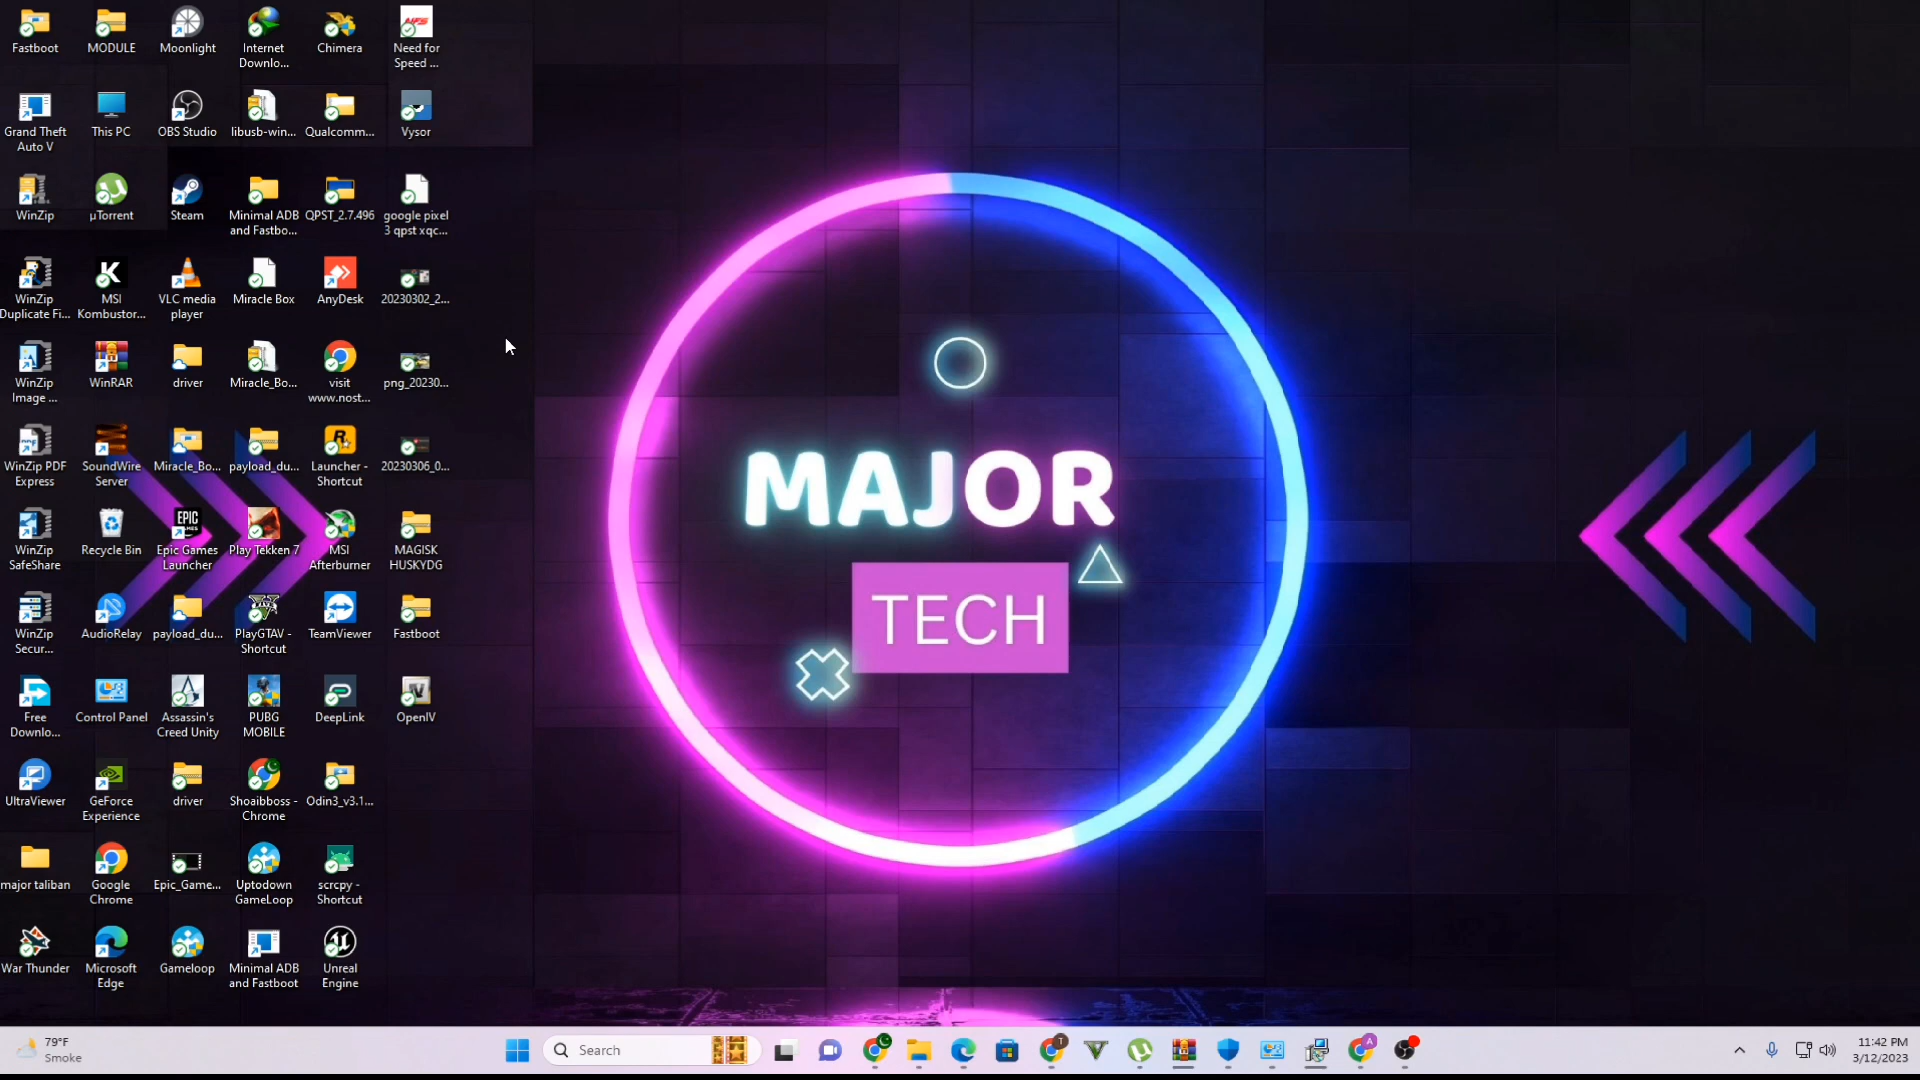 Fastboot
MODULE
Moonlight
Internet
Downlo...
Chimera
Need for
Speed ...
Grand Theft
Auto V
This PC
OBS Studio
libusb-win...
Qualcomm...
Vysor
WinZip
µTorrent
Steam
Minimal ADB
and Fastbo...
QPST_2.7.496
google pixel
3 qpst xqc...
WinZip
Duplicate Fi...
MSI
Kombustor...
VLC media
player
Miracle Box
AnyDesk
20230302_2...
WinZip
Image ...
WinRAR
driver
Miracle_Bo...
visit
www.nost...
png_20230...
WinZip PDF
Express
SoundWire
Server
Miracle_Bo...
payload_du...
Launcher -
Shortcut
20230306_0...
WinZip
SafeShare
Recycle Bin
EPIC
Epic Games
Launcher
Play Tekken 7
MSI
Afterburner
MAGISK
HUSKYDG
WinZip
Secur...
AudioRelay
payload_du...
PlayGTAV -
Shortcut
TeamViewer
Fastboot
Free
Downlo...
Control Panel
Assassin's
Creed Unity
PUBG
MOBILE
DeepLink
OpenIV
UltraViewer
GeForce
Experience
driver
Shoaibboss -
Chrome
Odin3_v3.1...
major taliban
Google
Chrome
Epic_Game...
Uptodown
GameLoop
scrcpy -
Shortcut
War Thunder
Microsoft
Edge
Gameloop
Minimal ADB
and Fastboot
Unreal
Engine
MAJOR
TECH
79°F
Smoke
Search
11:42 PM
3/12/2023